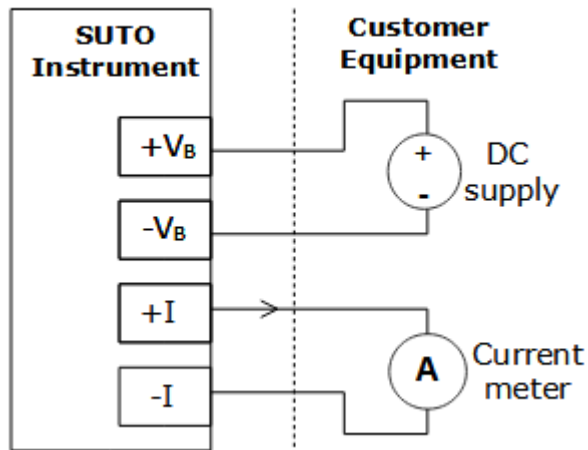 SUTO
Instrument
Customer
Equipment
+VB
-VB
+I
-I
+
-
DC
supply
A
Current
meter